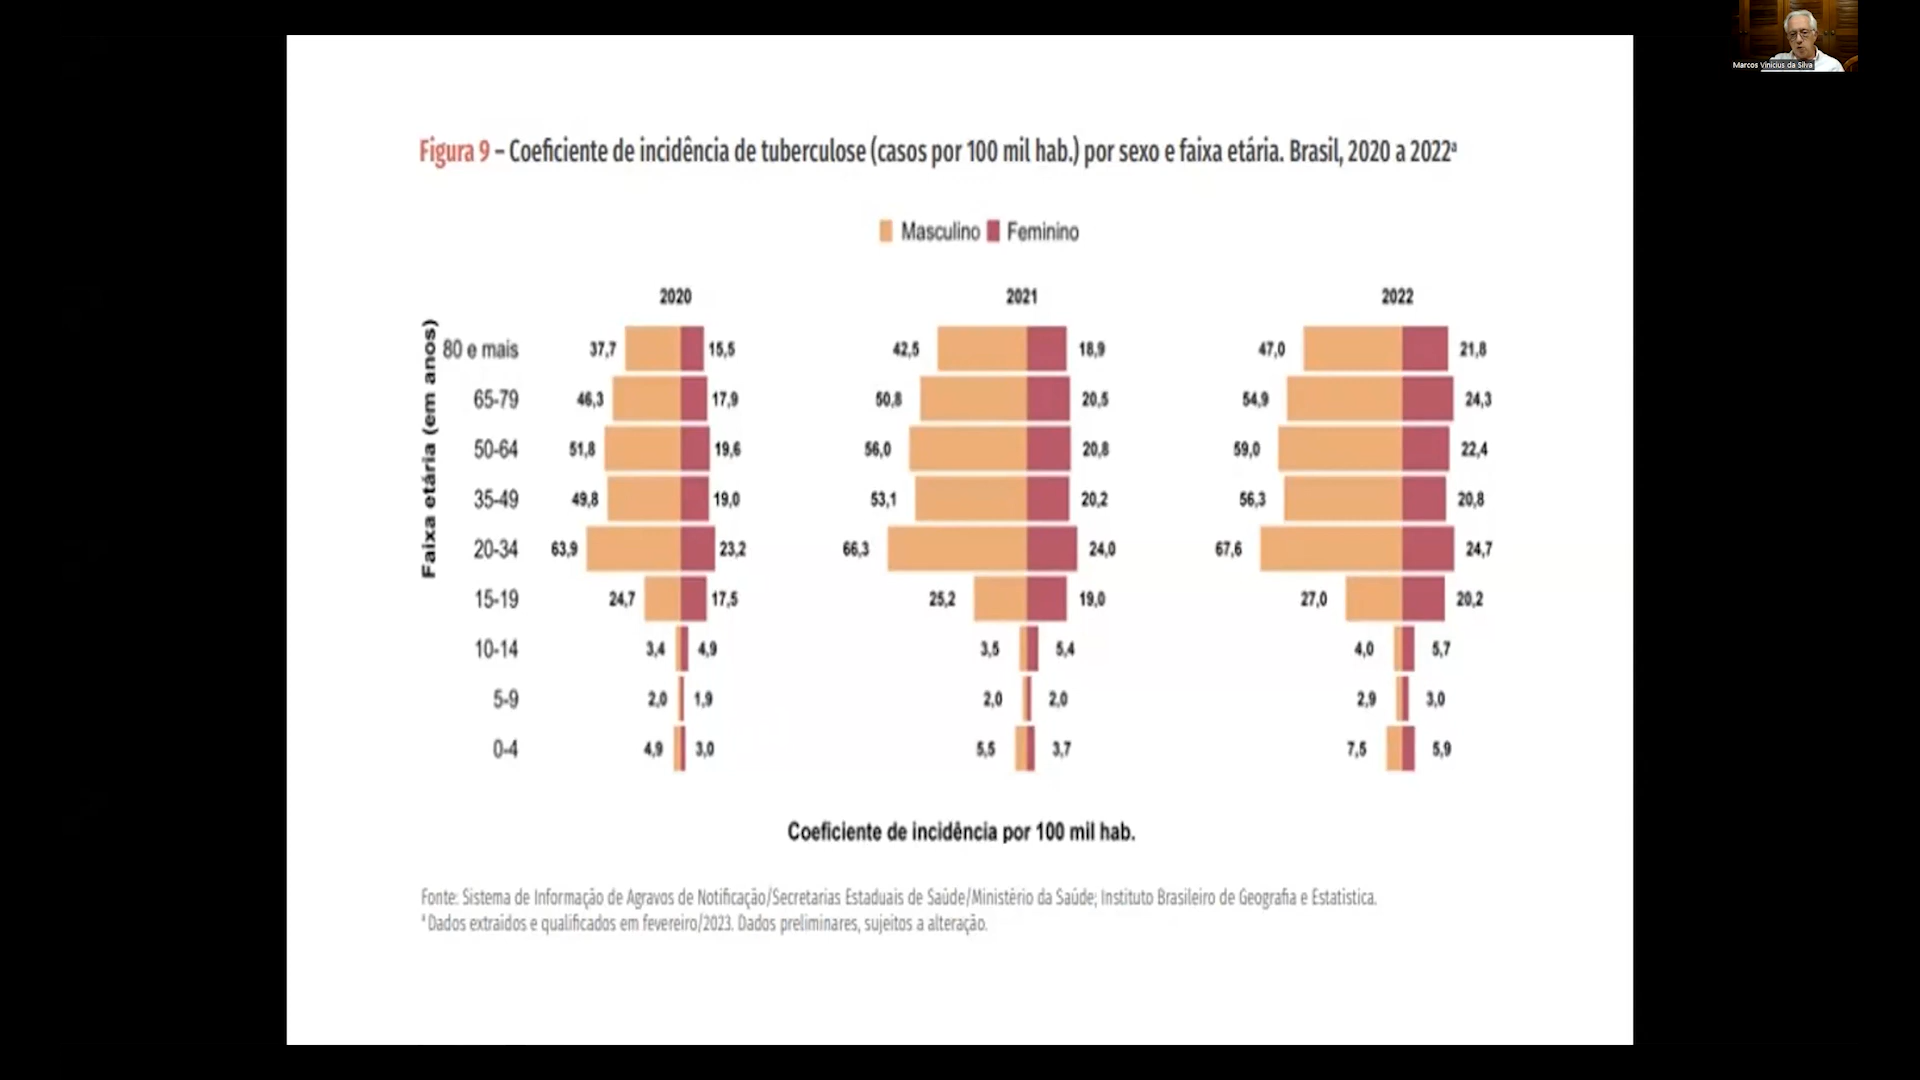 Marcos Vinicius da Silva
Figura 9 – Coeficiente de incidência de tuberculose (casos por 100 mil hab.) por sexo e faixa etária. Brasil, 2020 a 2022ª
Masculino Feminino
2020 2021 2022
Faixa etária (em anos)
80 e mais 37,7 15,5 42,5 18,9 47,0 21,8
65-79 46,3 17,9 50,8 20,5 54,9 24,3
50-64 51,8 19,6 56,0 20,8 59,0 22,4
35-49 49,8 19,0 53,1 20,2 56,3 20,8
20-34 63,9 23,2 66,3 24,0 67,6 24,7
15-19 24,7 17,5 25,2 19,0 27,0 20,2
10-14 3,4 4,9 3,5 5,4 4,0 5,7
5-9 2,0 1,9 2,0 2,0 2,9 3,0
0-4 4,9 3,0 5,5 3,7 7,5 5,9
Coeficiente de incidência por 100 mil hab.
Fonte: Sistema de Informação de Agravos de Notificação/Secretarias Estaduais de Saúde/Ministério da Saúde; Instituto Brasileiro de Geografia e Estatística.
ª Dados extraídos e qualificados em fevereiro/2023. Dados preliminares, sujeitos a alteração.